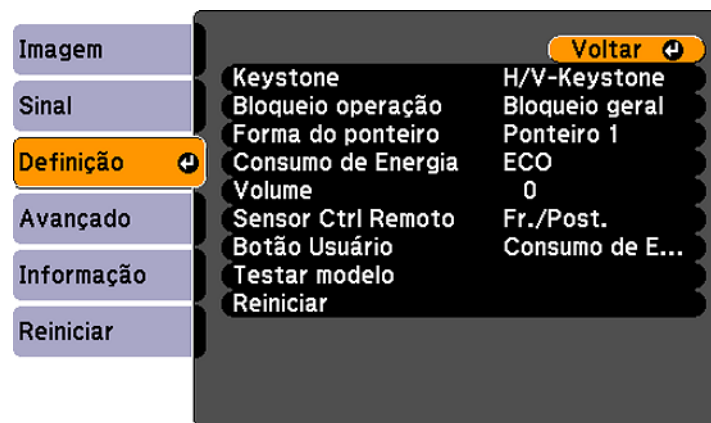 Imagem
Sinal
Definição
Avançado
Informação
Reiniciar
Voltar
Keystone H/V-Keystone
Bloqueio operação Bloqueio geral
Forma do ponteiro Ponteiro 1
Consumo de Energia ECO
Volume 0
Sensor Ctrl Remoto Fr./Post.
Botão Usuário Consumo de E...
Testar modelo
Reiniciar